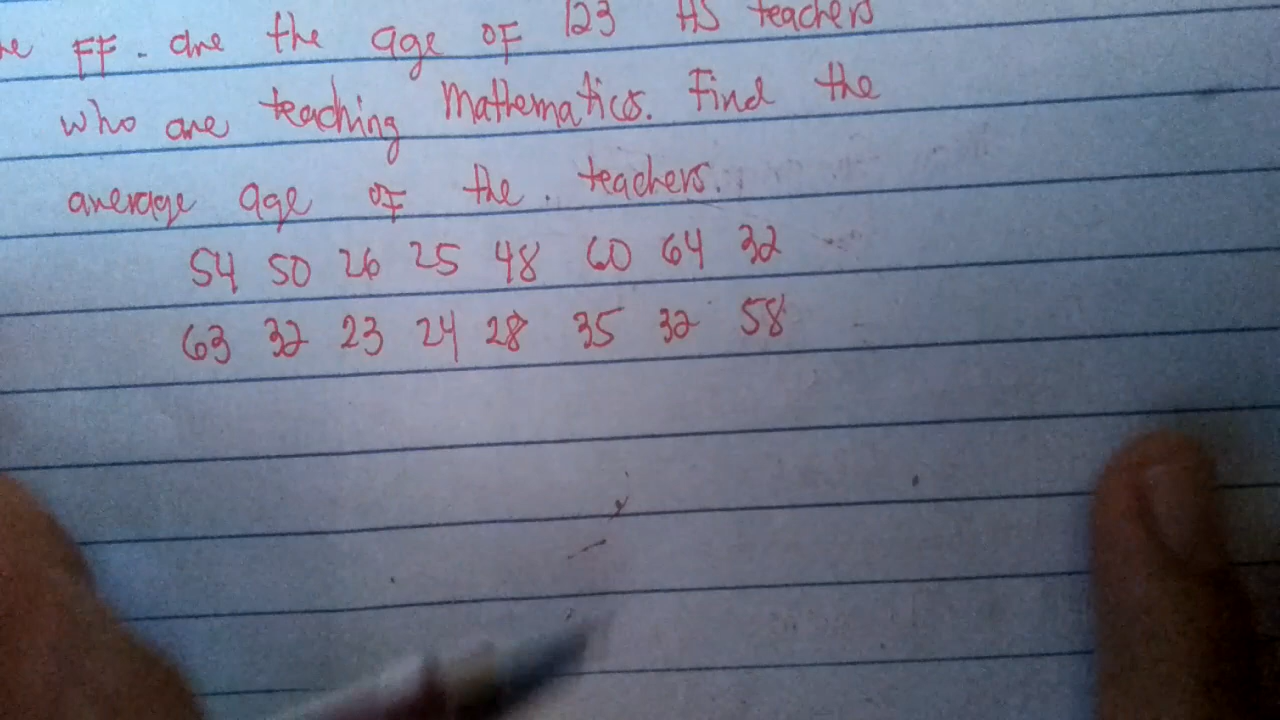 he FF. are the age of 123 HS teachers
who are teaching Mathematics. Find the
average age of the teachers.
54 50 26 25 48 60 64 32
63 32 23 24 28 35 32 58